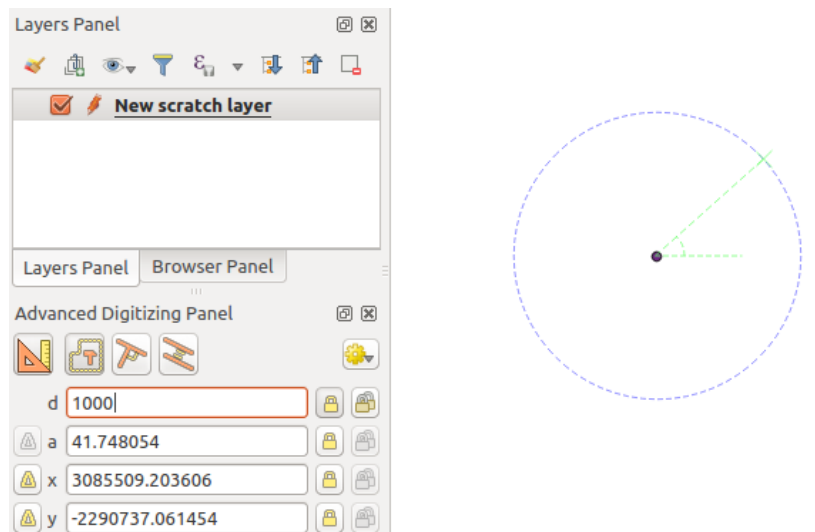 Layers Panel
New scratch layer
Layers Panel Browser Panel
Advanced Digitizing Panel
d 1000
a 41.748054
x 3085509.203606
y -2290737.061454